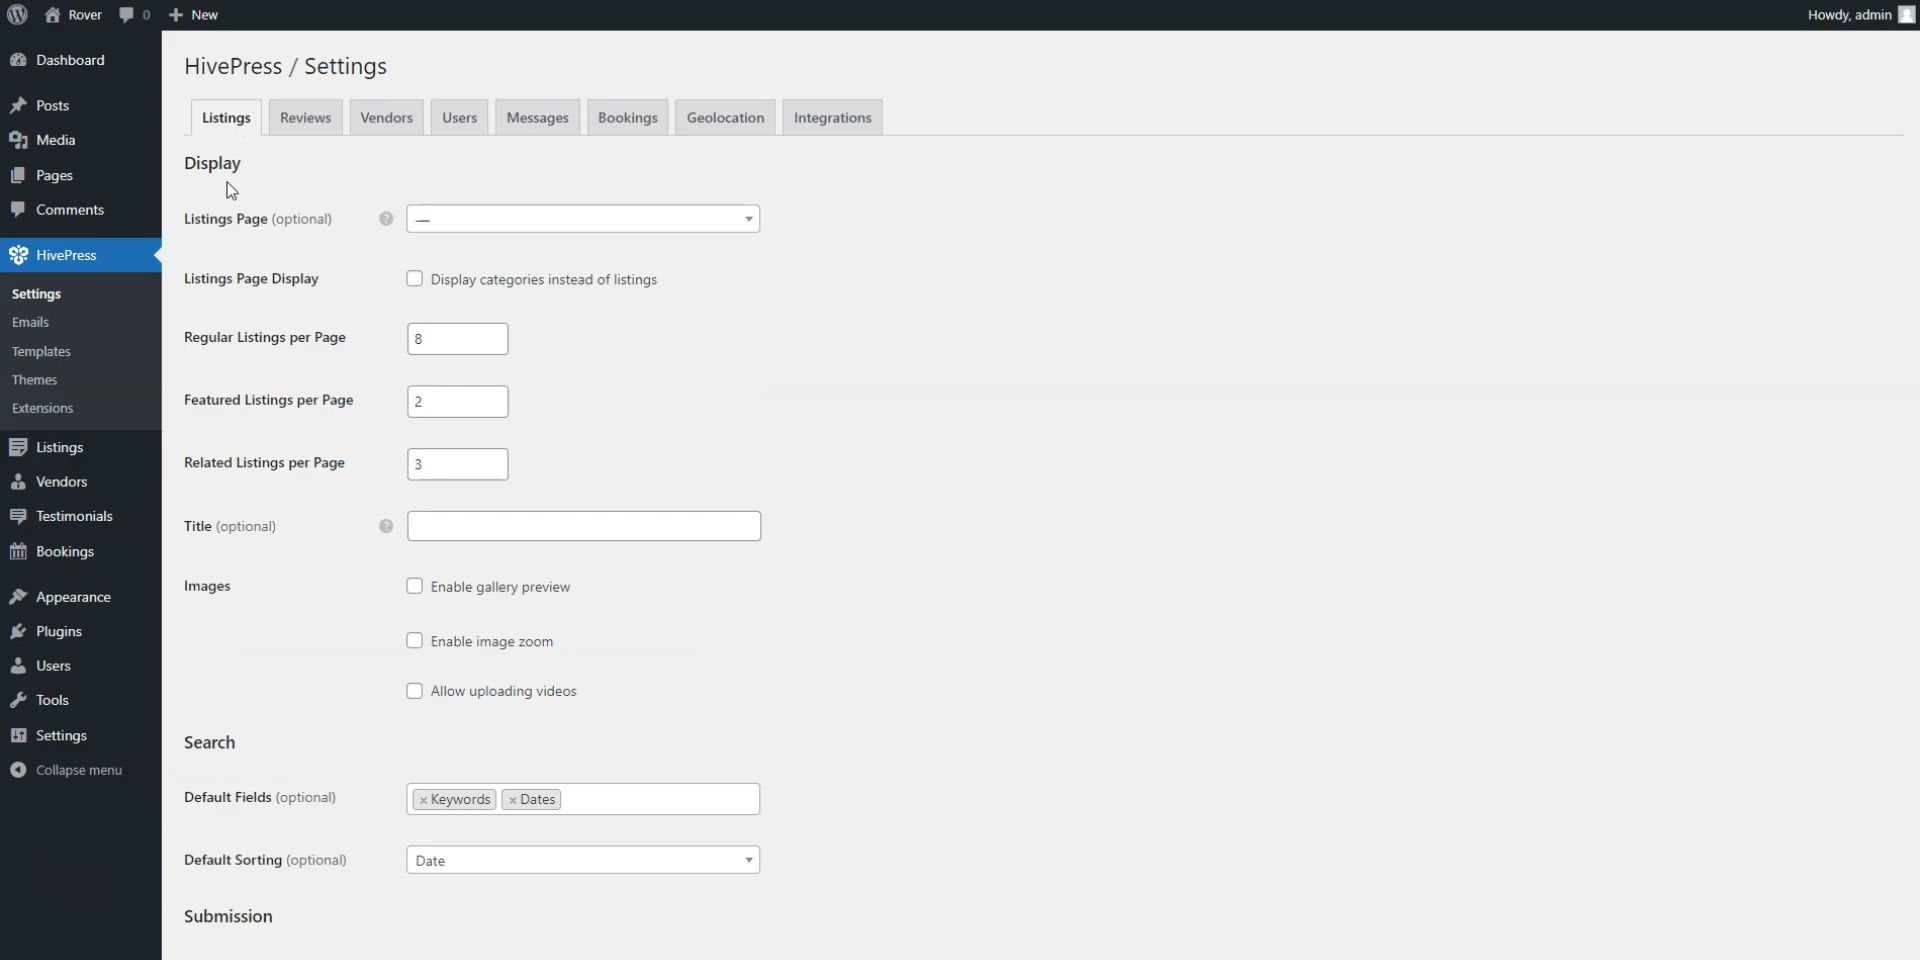 Rover
0
New
Howdy, admin
Dashboard
Posts
Media
Pages
Comments
HivePress
Settings
Emails
Templates
Themes
Extensions
Listings
Vendors
Testimonials
Bookings
Appearance
Plugins
Users
Tools
Settings
Collapse menu
HivePress / Settings
Listings
Reviews
Vendors
Users
Messages
Bookings
Geolocation
Integrations
Display
Listings Page (optional) ? —
Listings Page Display Display categories instead of listings
Regular Listings per Page 8
Featured Listings per Page 2
Related Listings per Page 3
Title (optional) ?
Images Enable gallery preview
Enable image zoom
Allow uploading videos
Search
Default Fields (optional) × Keywords × Dates
Default Sorting (optional) Date
Submission